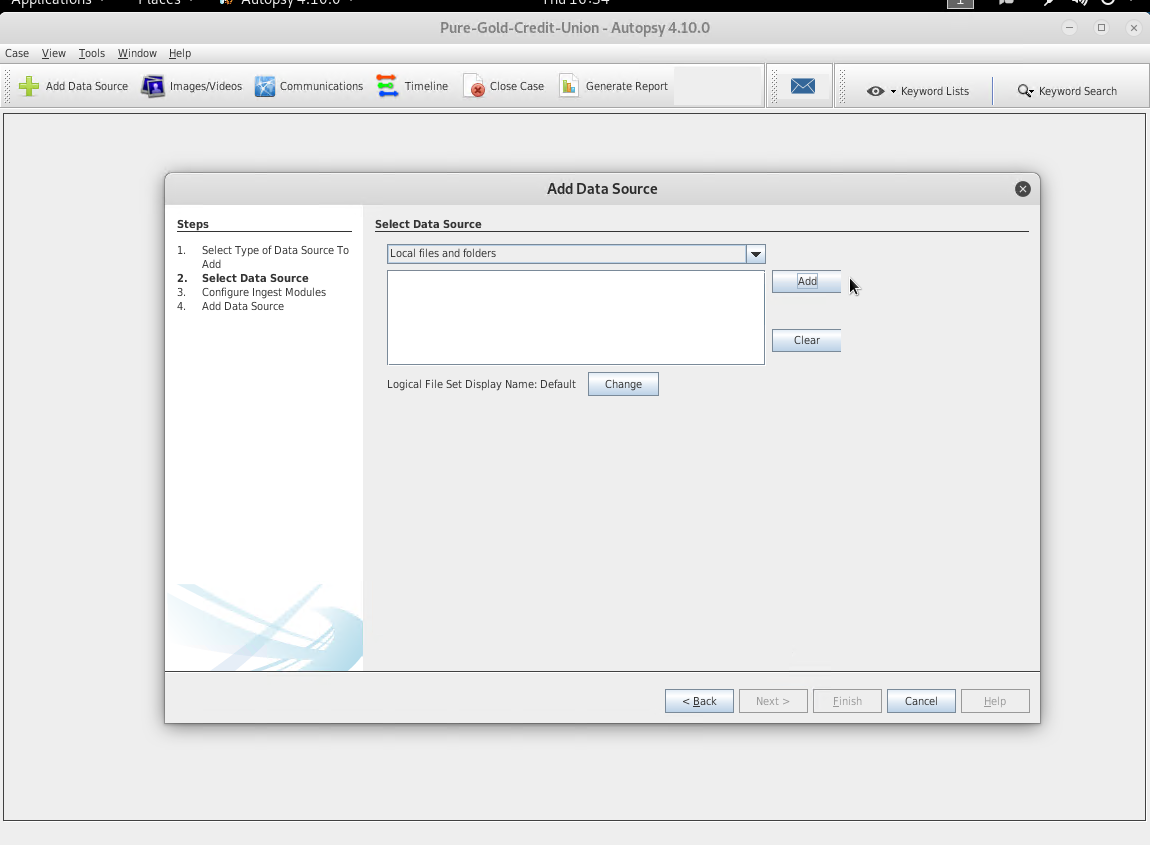 Applications Places Autopsy 4.10.0 Thu 10:34 1
Pure-Gold-Credit-Union - Autopsy 4.10.0
Case View Tools Window Help
Add Data Source Images/Videos Communications Timeline Close Case Generate Report Keyword Lists Keyword Search
Add Data Source
Steps
1. Select Type of Data Source To
Add
2. Select Data Source
3. Configure Ingest Modules
4. Add Data Source
Select Data Source
Local files and folders
Add
Clear
Logical File Set Display Name: Default Change
< Back Next > Finish Cancel Help